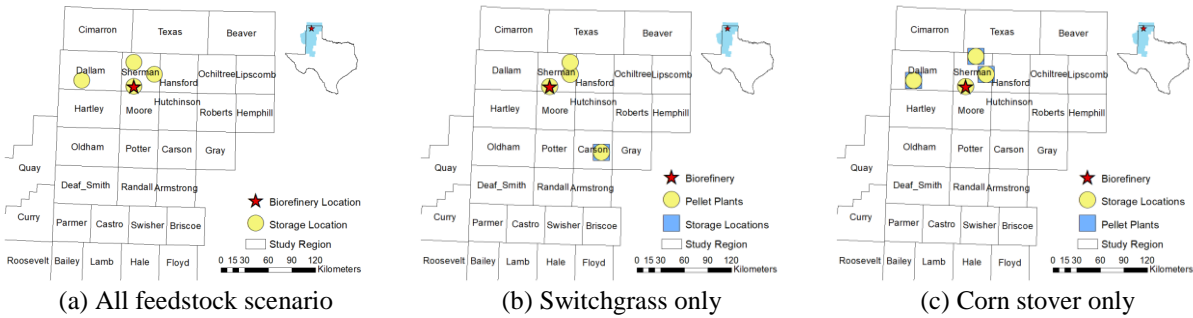 Cimarron Texas Beaver
Dallam Sherman Hansford Ochiltree Lipscomb
Hartley Moore Hutchinson Roberts Hemphill
Oldham Potter Carson Gray
Quay
Deaf_Smith Randall Armstrong
Curry
Parmer Castro Swisher Briscoe
Roosevelt Bailey Lamb Hale Floyd
Biorefinery Location
Storage Location
Study Region
0 15 30 60 90 120
Kilometers
(a) All feedstock scenario
Cimarron Texas Beaver
Dallam Sherman Hansford Ochiltree Lipscomb
Hartley Moore Hutchinson Roberts Hemphill
Oldham Potter Carson Gray
Quay
Deaf_Smith Randall Armstrong
Curry
Parmer Castro Swisher Briscoe
Roosevelt Bailey Lamb Hale Floyd
Biorefinery
Pellet Plants
Storage Locations
Study Region
0 15 30 60 90 120
Kilometers
(b) Switchgrass only
Cimarron Texas Beaver
Dallam Sherman Hansford Ochiltree Lipscomb
Hartley Moore Hutchinson Roberts Hemphill
Oldham Potter Carson Gray
Quay
Deaf_Smith Randall Armstrong
Curry
Parmer Castro Swisher Briscoe
Roosevelt Bailey Lamb Hale Floyd
Biorefinery
Storage Locations
Pellet Plants
Study Region
0 15 30 60 90 120
Kilometers
(c) Corn stover only